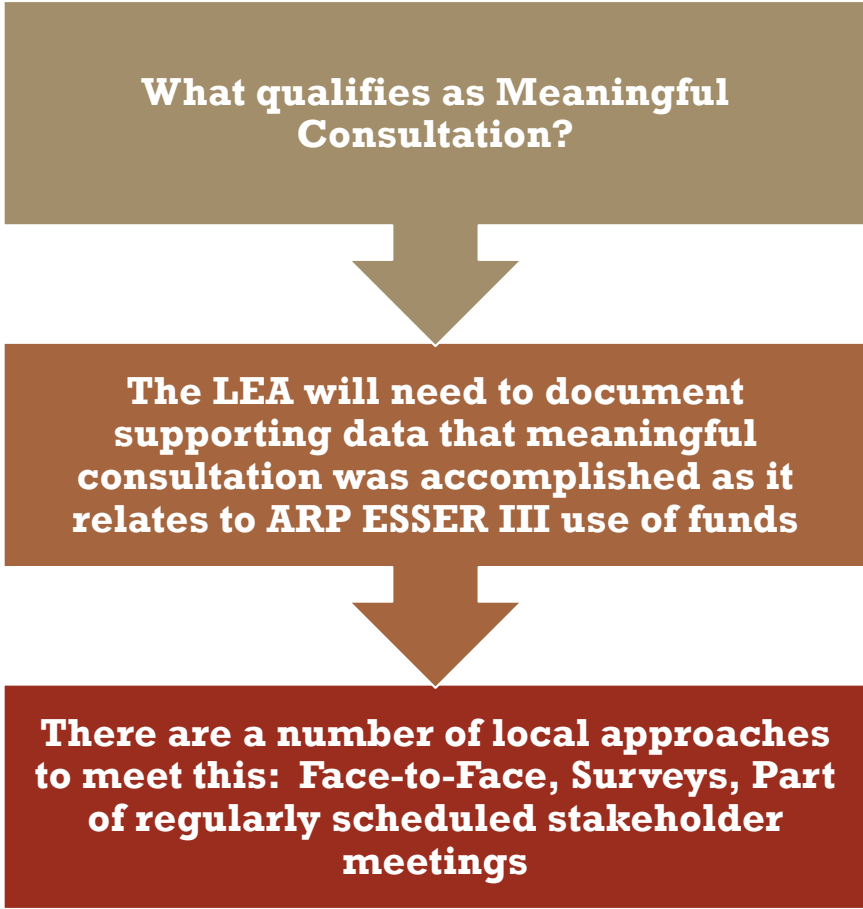 What qualifies as Meaningful
Consultation?
The LEA will need to document
supporting data that meaningful
consultation was accomplished as it
relates to ARP ESSER III use of funds
There are a number of local approaches
to meet this:  Face-to-Face, Surveys, Part
of regularly scheduled stakeholder
meetings